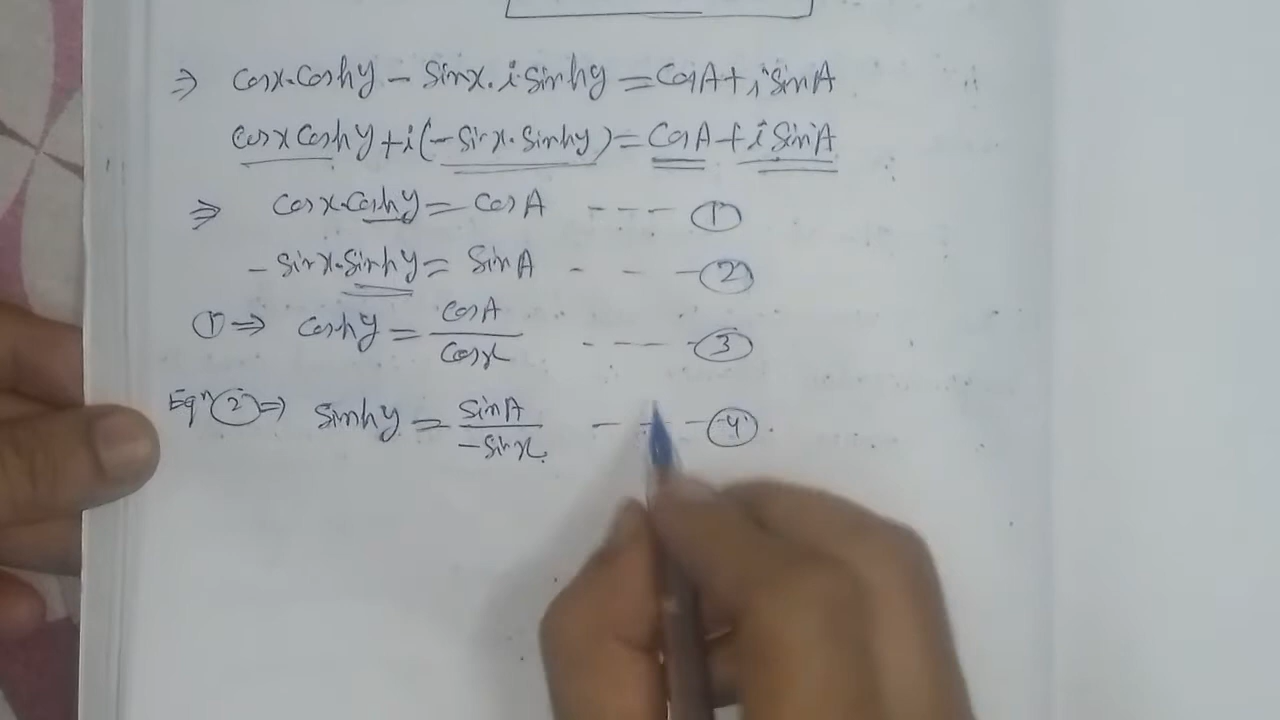 ⇒ cosx.coshy - sinx.i sinhy = cosA + i sinA
cosx coshy + i(-sinx.sinhy) = cosA + i sinA
⇒ cosx.coshy = cosA --- ①
- sinx.sinhy = sinA - - - ②
① ⇒ coshy = cosA/cosx ---- ③
Eqⁿ ② ⇒ sinhy = sinA/-sinx. - - - ④.